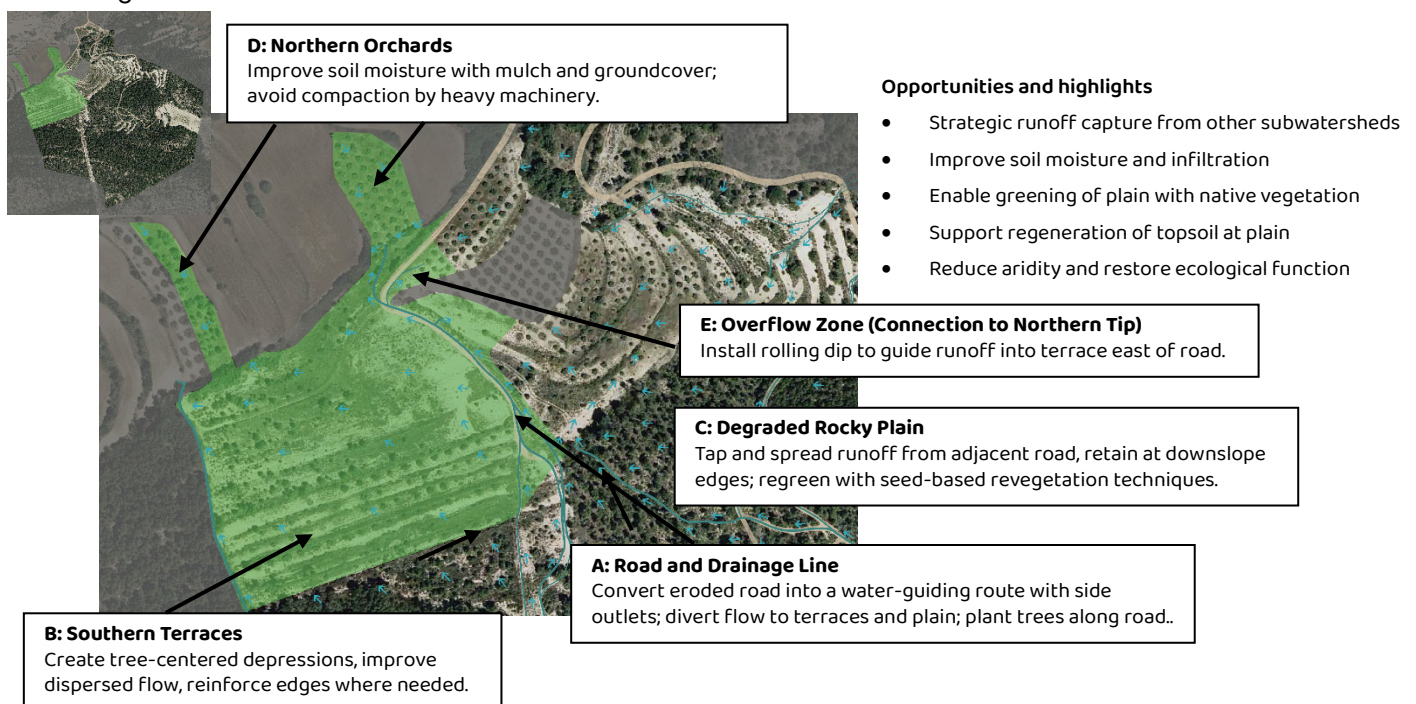 D: Northern Orchards
Improve soil moisture with mulch and groundcover;
avoid compaction by heavy machinery.
Opportunities and highlights
• Strategic runoff capture from other subwatersheds
• Improve soil moisture and infiltration
• Enable greening of plain with native vegetation
• Support regeneration of topsoil at plain
• Reduce aridity and restore ecological function
E: Overflow Zone (Connection to Northern Tip)
Install rolling dip to guide runoff into terrace east of road.
C: Degraded Rocky Plain
Tap and spread runoff from adjacent road, retain at downslope
edges; regreen with seed-based revegetation techniques.
A: Road and Drainage Line
Convert eroded road into a water-guiding route with side
outlets; divert flow to terraces and plain; plant trees along road..
B: Southern Terraces
Create tree-centered depressions, improve
dispersed flow, reinforce edges where needed.